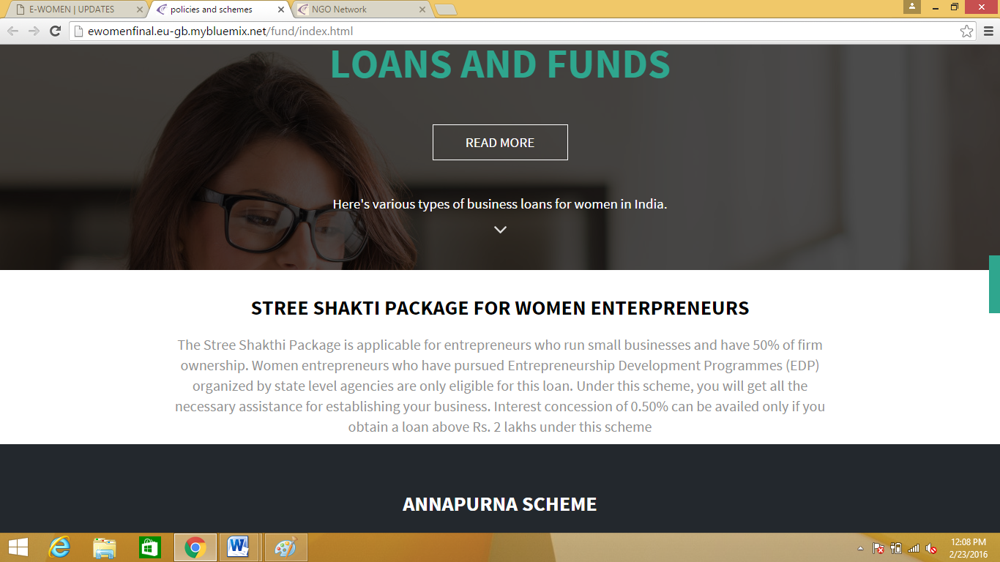 E-WOMEN | UPDATES
policies and schemes
NGO Network
ewomenfinal.eu-gb.mybluemix.net/fund/index.html
LOANS AND FUNDS
READ MORE
Here's various types of business loans for women in India.
STREE SHAKTI PACKAGE FOR WOMEN ENTERPRENEURS
The Stree Shakthi Package is applicable for entrepreneurs who run small businesses and have 50% of firm
ownership. Women entrepreneurs who have pursued Entrepreneurship Development Programmes (EDP)
organized by state level agencies are only eligible for this loan. Under this scheme, you will get all the
necessary assistance for establishing your business. Interest concession of 0.50% can be availed only if you
obtain a loan above Rs. 2 lakhs under this scheme
ANNAPURNA SCHEME
12:08 PM
2/23/2016